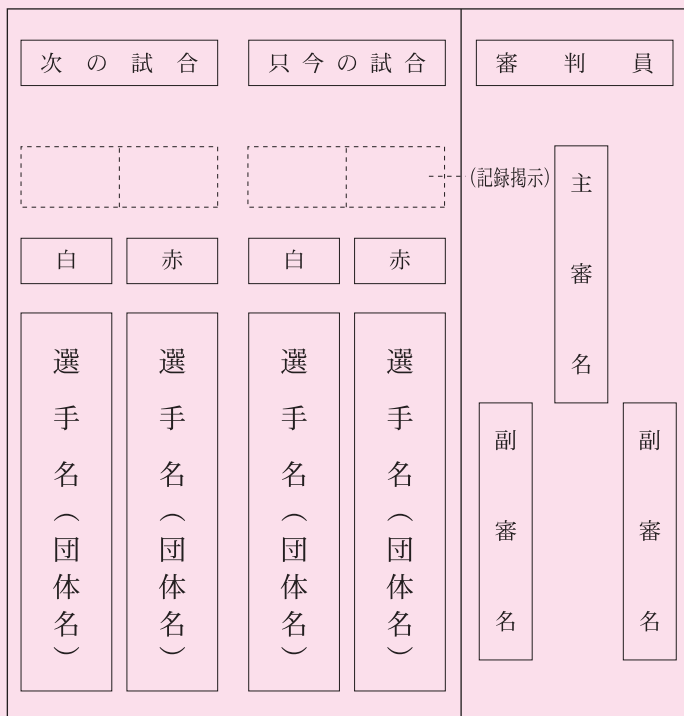 次の試合
只今の試合
審判員
(記録掲示)
白
赤
白
赤
選手名(団体名)
選手名(団体名)
選手名(団体名)
選手名(団体名)
主審名
副審名
副審名